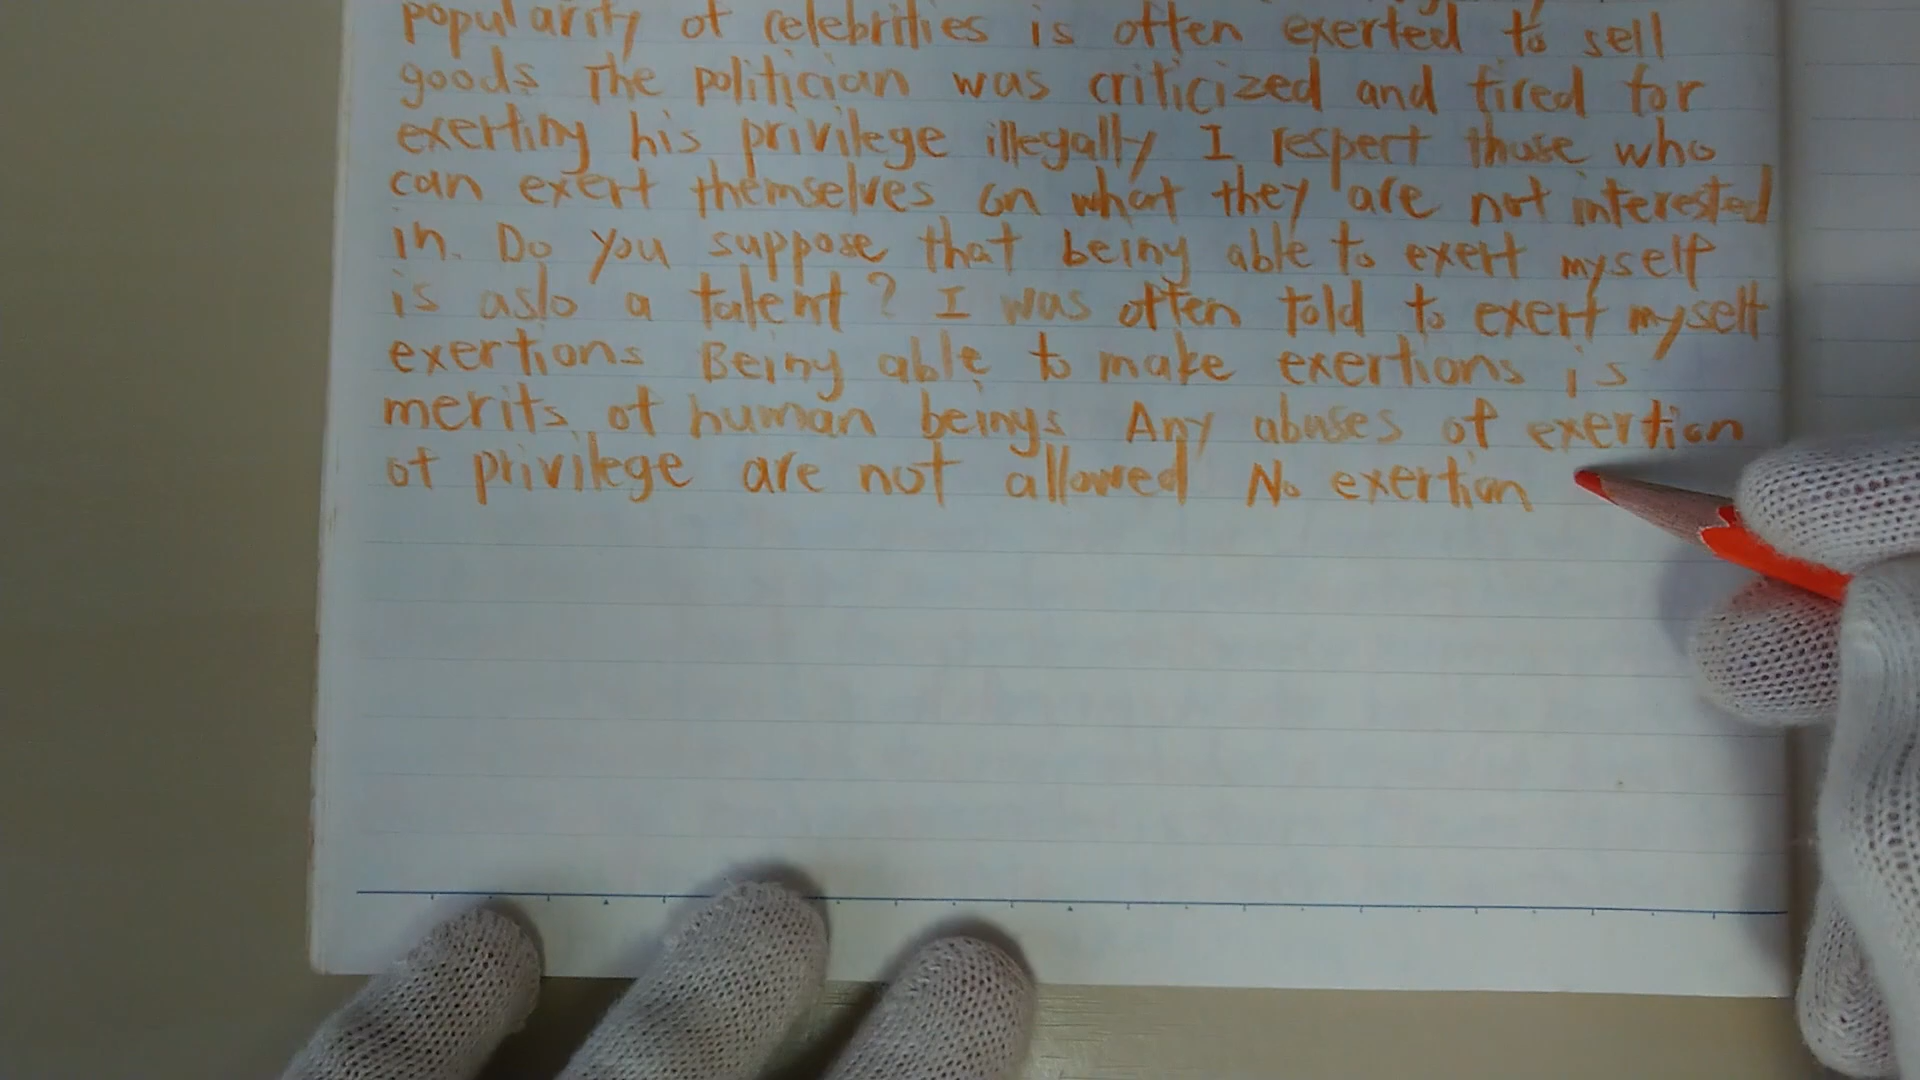 popularity of celebrities is often exerted to sell
goods The politician was criticized and fired for
exerting his privilege illegally I respect those who
can exert themselves on what they are not interested
in. Do you suppose that being able to exert myself
is aslo a talent? I was often told to exert myself
exertions Being able to make exertions is
merits of human beings Any abuses of exertion
of privilege are not allowed No exertion